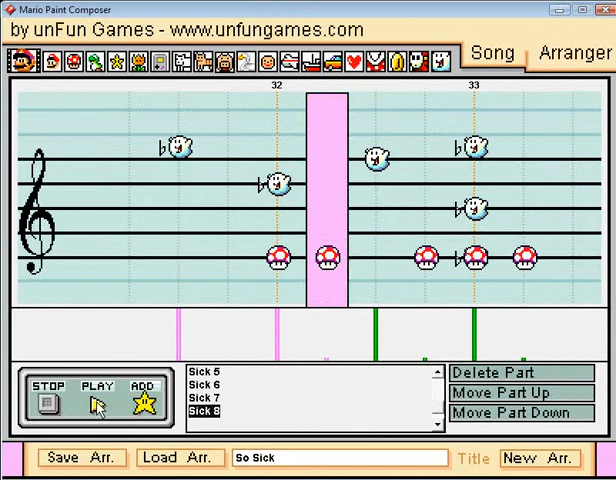 Mario Paint Composer
by unFun Games - www.unfungames.com
Song
Arranger
32
33
STOP
PLAY
ADD
Sick 5
Sick 6
Sick 7
Sick 8
Delete Part
Move Part Up
Move Part Down
Save Arr.
Load Arr.
So Sick
Title
New Arr.